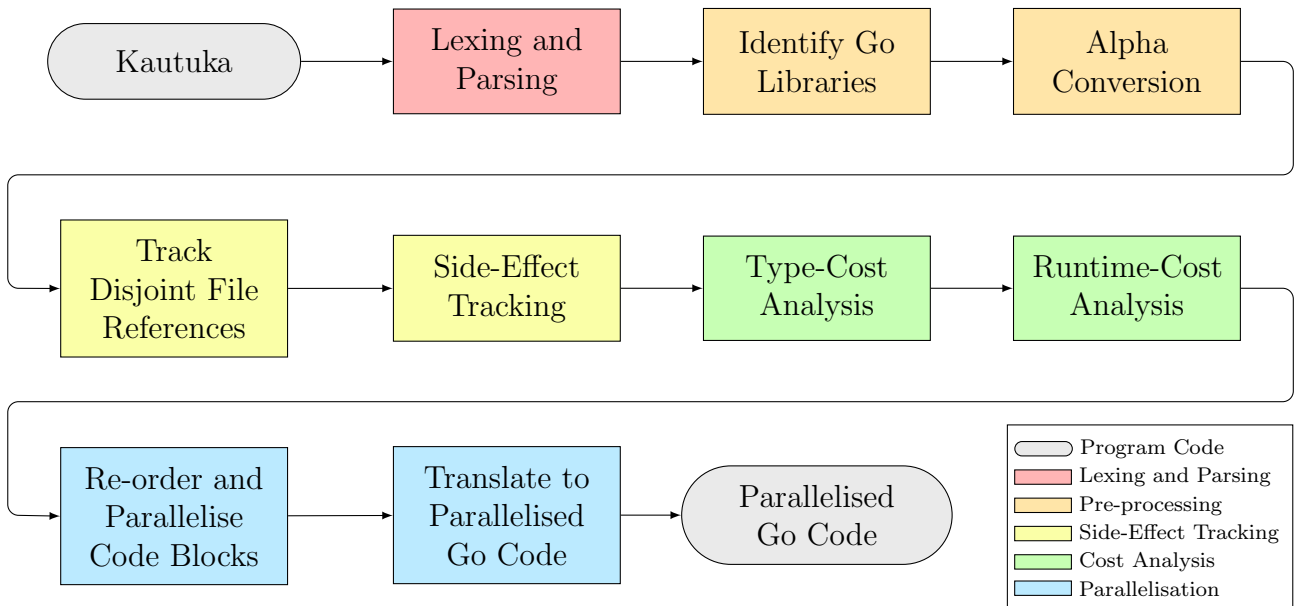 Kautuka
Lexing and
Parsing
Identify Go
Libraries
Alpha
Conversion
Track
Disjoint File
References
Side-Effect
Tracking
Type-Cost
Analysis
Runtime-Cost
Analysis
Re-order and
Parallelise
Code Blocks
Translate to
Parallelised
Go Code
Parallelised
Go Code
Program Code
Lexing and Parsing
Pre-processing
Side-Effect Tracking
Cost Analysis
Parallelisation